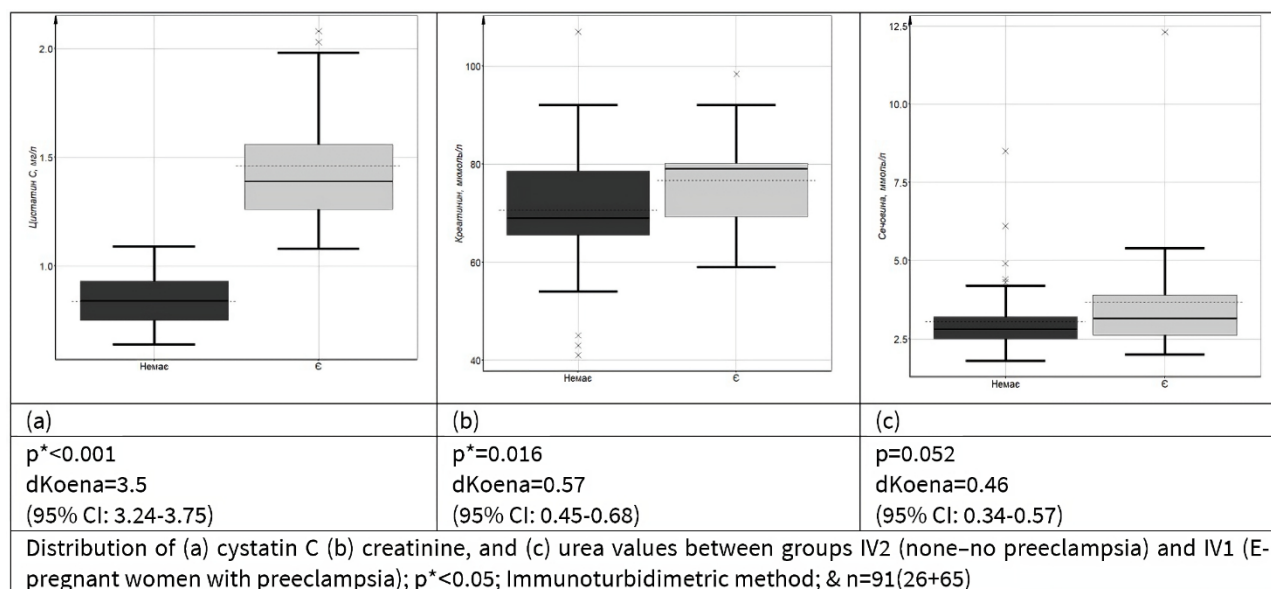 Цистатин С, мг/л
2.0
1.5
1.0
Немає
Є
Креатинин, мкмоль/л
100
80
60
40
Немає
Є
Сечовина, ммоль/л
12.5
10.0
7.5
5.0
2.5
Немає
Є
(a)
(b)
(c)
p*<0.001
dKoena=3.5
(95% CI: 3.24-3.75)
p*=0.016
dKoena=0.57
(95% CI: 0.45-0.68)
p=0.052
dKoena=0.46
(95% CI: 0.34-0.57)
Distribution of (a) cystatin C (b) creatinine, and (c) urea values between groups IV2 (none–no preeclampsia) and IV1 (E-
pregnant women with preeclampsia); p*<0.05; Immunoturbidimetric method; & n=91(26+65)